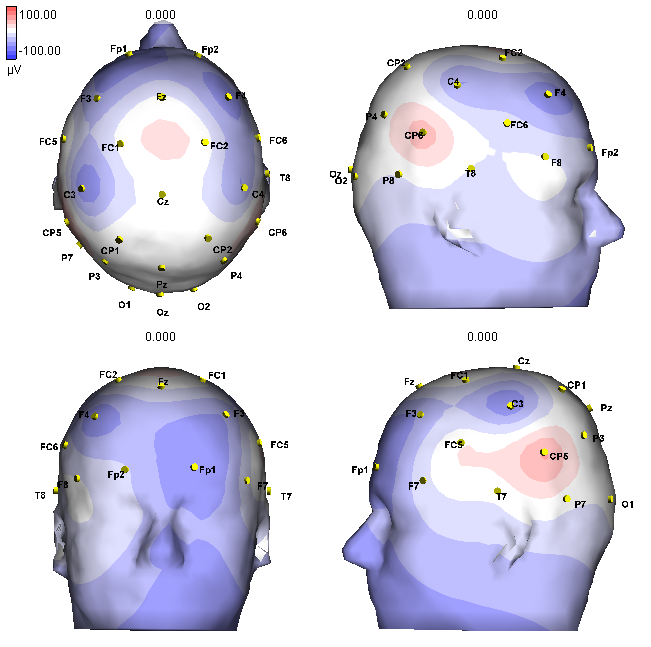 100.00
-100.00
µV
0.000
Fp1
Fp2
F3
Fz
F4
FC5
FC1
FC2
FC6
T8
C3
Cz
C4
CP5
CP6
P7
CP1
CP2
P3
Pz
P4
O1
Oz
O2
0.000
FC2
CP2
C4
F4
P4
CP6
FC6
Fp2
F8
Oz
O2
P8
T8
0.000
FC2
Fz
FC1
F4
F3
FC6
FC5
F8
Fp2
Fp1
F7
T8
T7
0.000
Cz
FC1
Fz
CP1
C3
F3
Pz
FC5
P3
CP5
Fp1
F7
T7
P7
O1